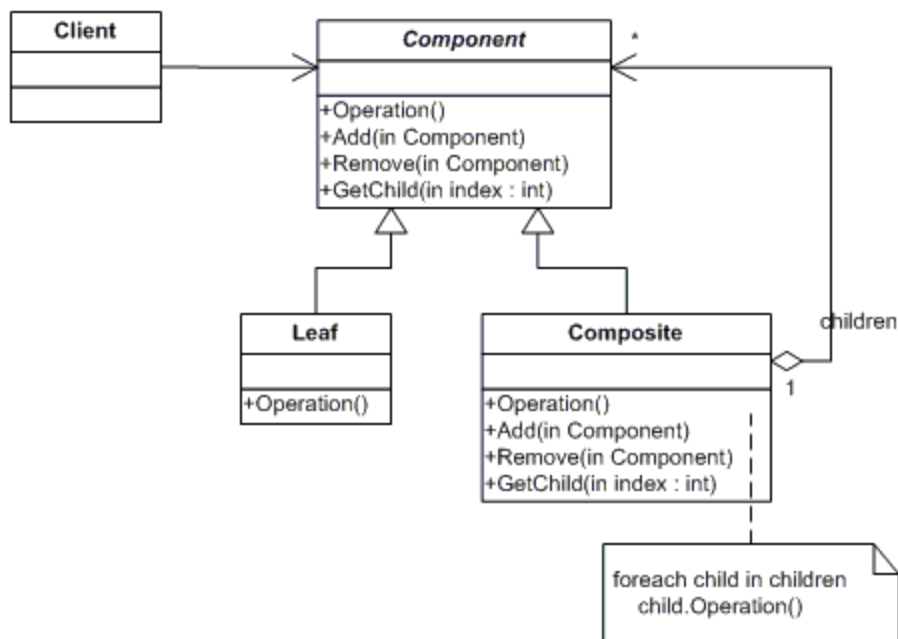 Client
Component
*
+Operation()
+Add(in Component)
+Remove(in Component)
+GetChild(in index : int)
Leaf
+Operation()
Composite
+Operation()
+Add(in Component)
+Remove(in Component)
+GetChild(in index : int)
children
1
foreach child in children
child.Operation()